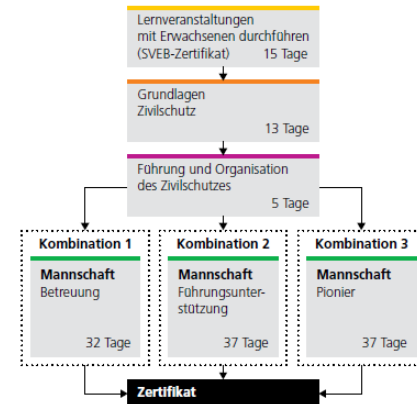 Lernveranstaltungen
mit Erwachsenen durchführen
(SVEB-Zertifikat) 15 Tage
Grundlagen
Zivilschutz
13 Tage
Führung und Organisation
des Zivilschutzes
5 Tage
Kombination 1
Mannschaft
Betreuung
32 Tage
Kombination 2
Mannschaft
Führungsunter-
stützung
37 Tage
Kombination 3
Mannschaft
Pionier
37 Tage
Zertifikat